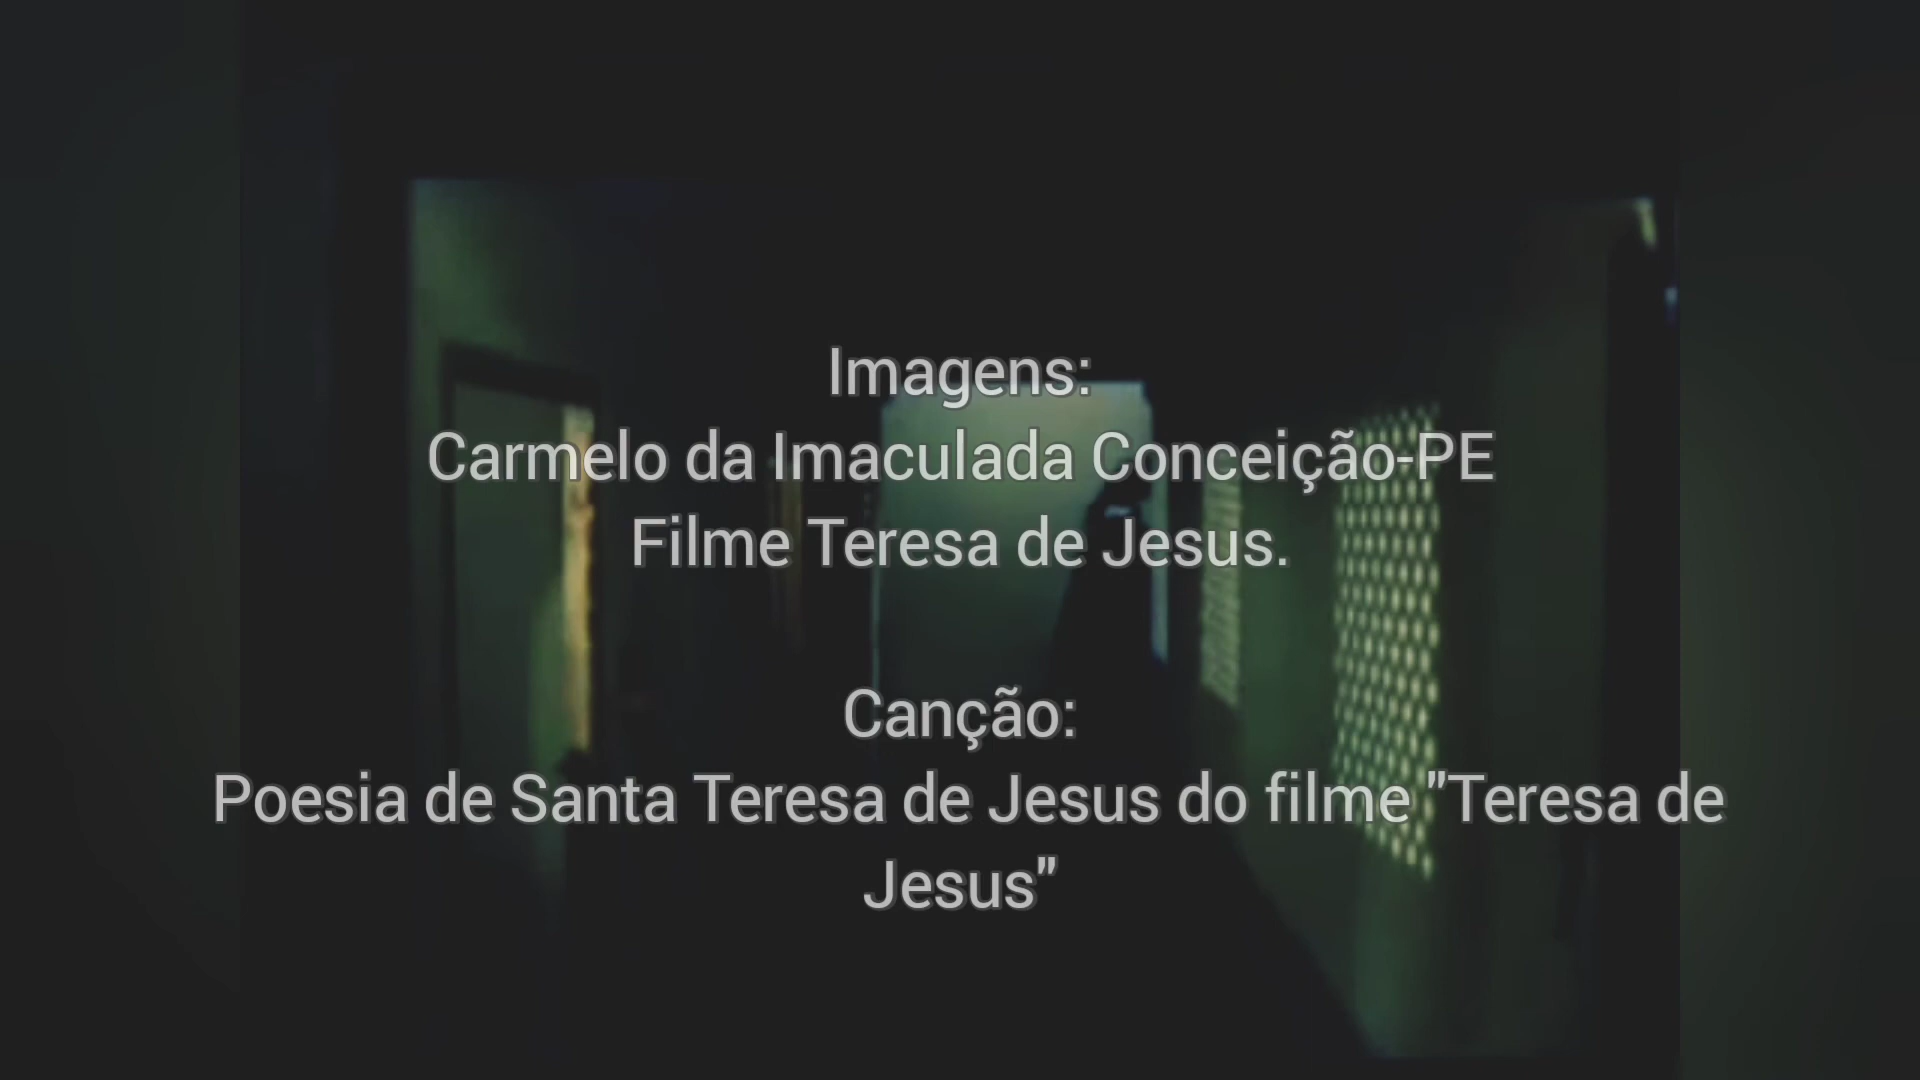 Imagens:
Carmelo da Imaculada Conceição-PE
Filme Teresa de Jesus.
Canção:
Poesia de Santa Teresa de Jesus do filme "Teresa de
Jesus"